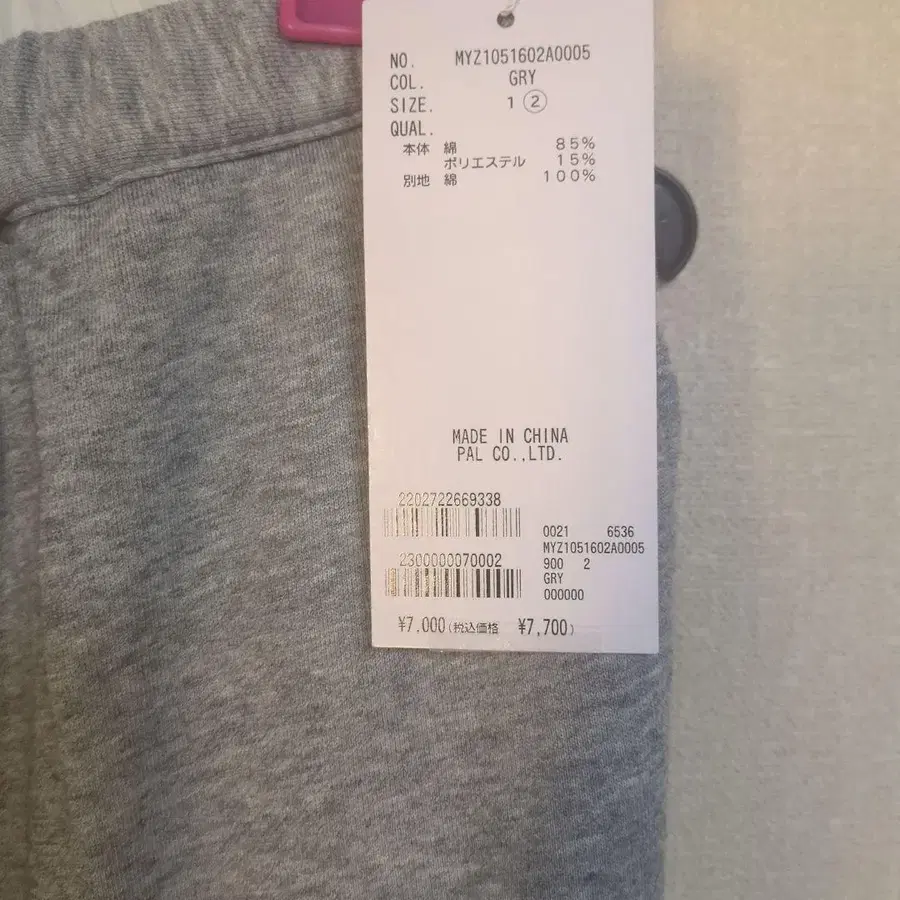 NO. MYZ1051602A0005
COL. GRY
SIZE. 1 ②
QUAL.
本体 綿 85%
ポリエステル 15%
別地 綿 100%
MADE IN CHINA
PAL CO.,LTD.
2202722669338
2300000070002
0021 6536
MYZ1051602A0005
900 2
GRY
000000
¥7,000(税込価格 ¥7,700)